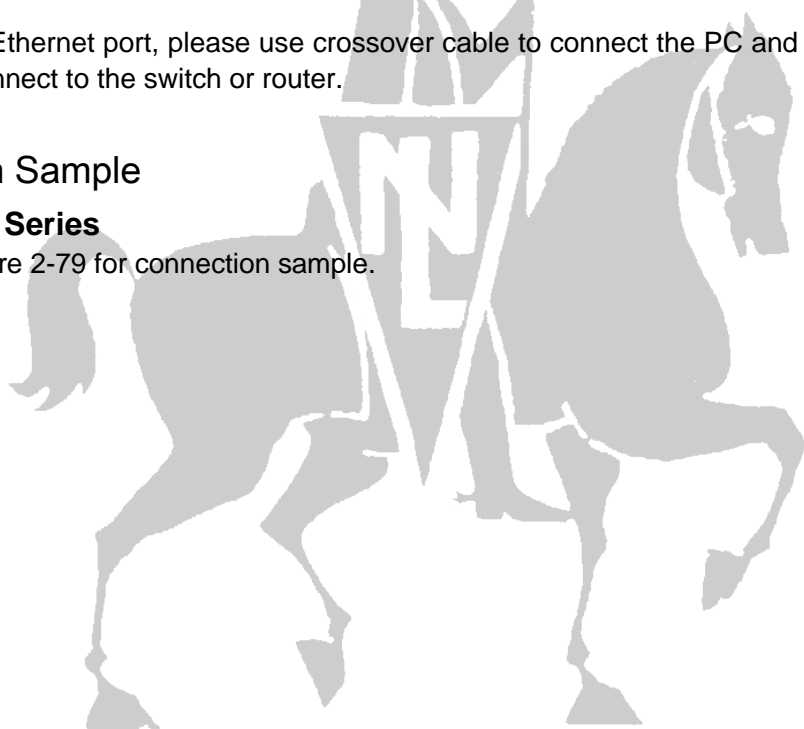 Ethernet port, please use crossover cable to connect the PC and
nnect to the switch or router.
n Sample
Series
re 2-79 for connection sample.
NL